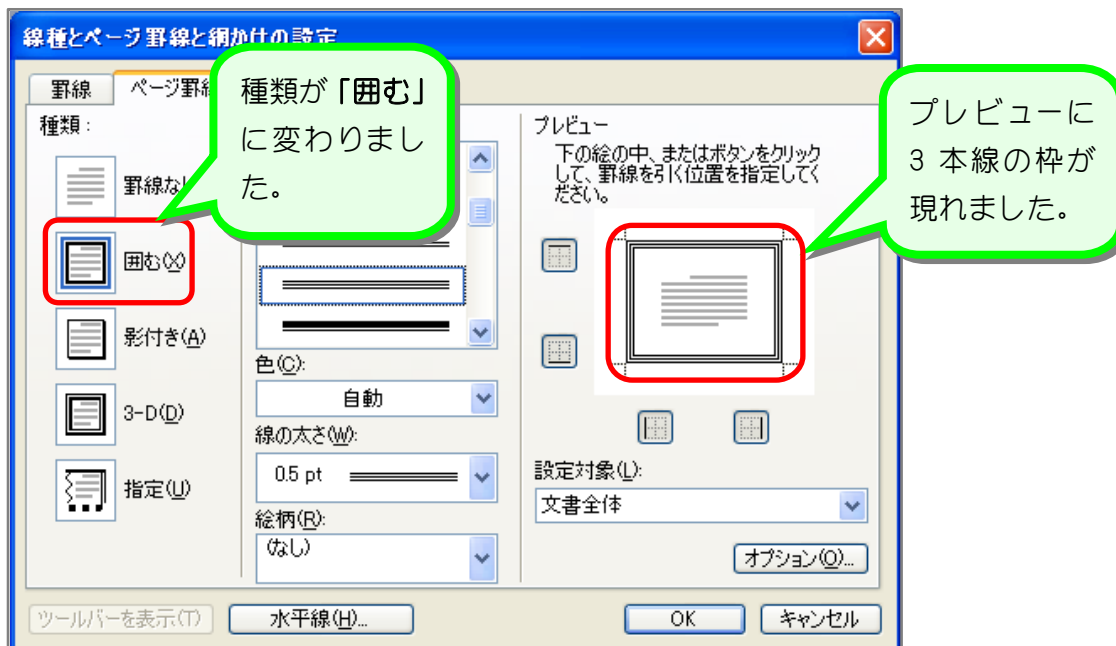 線種とページ罫線と網かけの設定
罫線
ページ罫線
種類が「囲む」
に変わりまし
た。
プレビューに
3 本線の枠が
現れました。
種類:
罫線なし
囲む(X)
影付き(A)
3-D(D)
指定(U)
色(C):
自動
線の太さ(W):
0.5 pt
絵柄(R):
(なし)
プレビュー
下の絵の中、またはボタンをクリック
して、罫線を引く位置を指定してく
ださい。
設定対象(L):
文書全体
オプション(O)...
ツールバーを表示(T)
水平線(H)...
OK
キャンセル